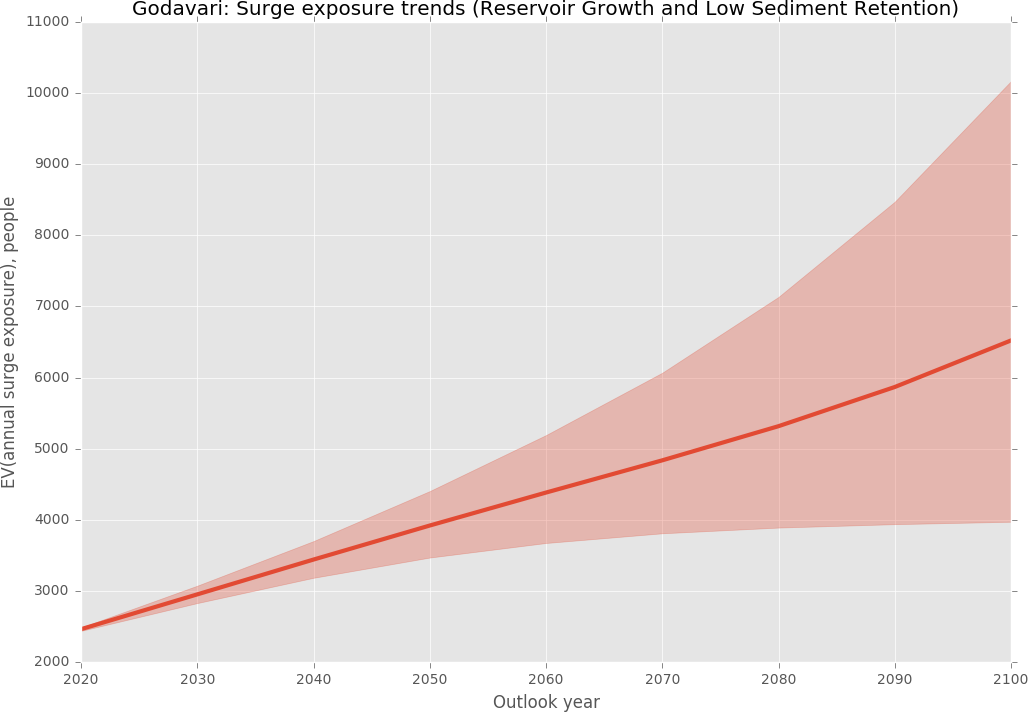 Godavari: Surge exposure trends (Reservoir Growth and Low Sediment Retention)
11000
10000
9000
8000
7000
6000
5000
4000
3000
2000
EV(annual surge exposure), people
2020 2030 2040 2050 2060 2070 2080 2090 2100
Outlook year